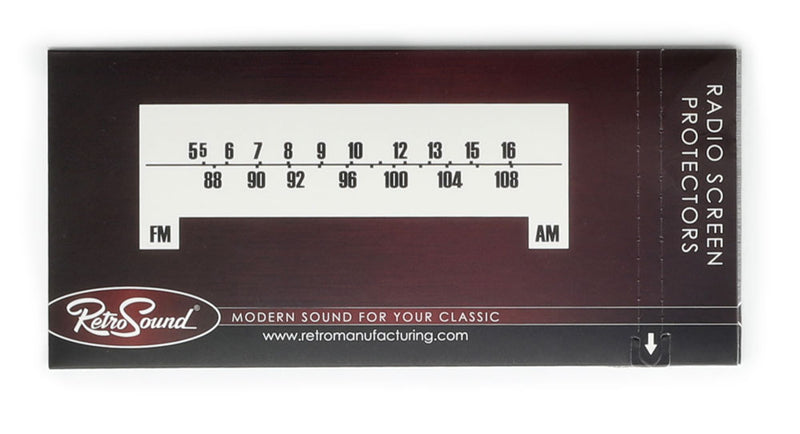 55 6 7 8 9 10 12 13 15 16
88 90 92 96 100 104 108
FM AM
RADIO SCREEN
PROTECTORS
RetroSound®
MODERN SOUND FOR YOUR CLASSIC
www.retromanufacturing.com